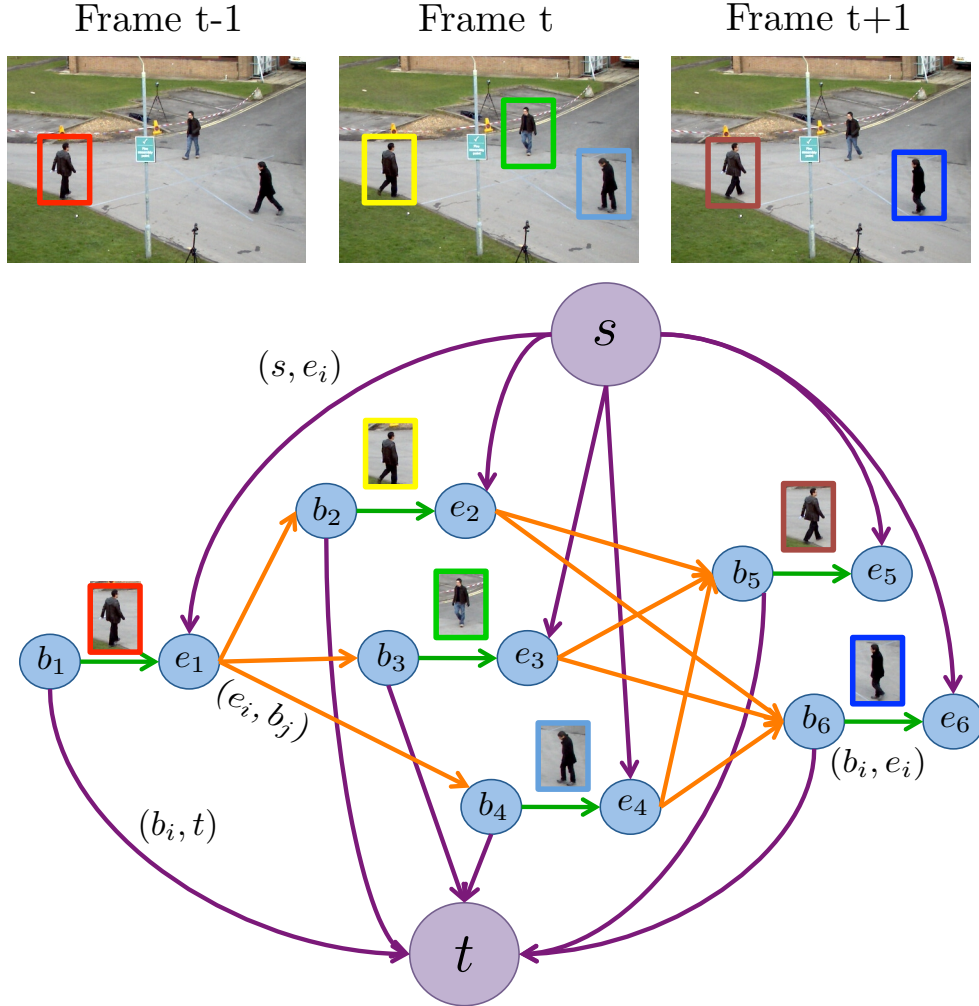 Frame t-1
Frame t
Frame t+1
s
(s, e_i)
b_2
e_2
b_5
e_5
b_1
e_1
b_3
e_3
(e_i, b_j)
b_6
e_6
(b_i, e_i)
b_4
e_4
(b_i, t)
t